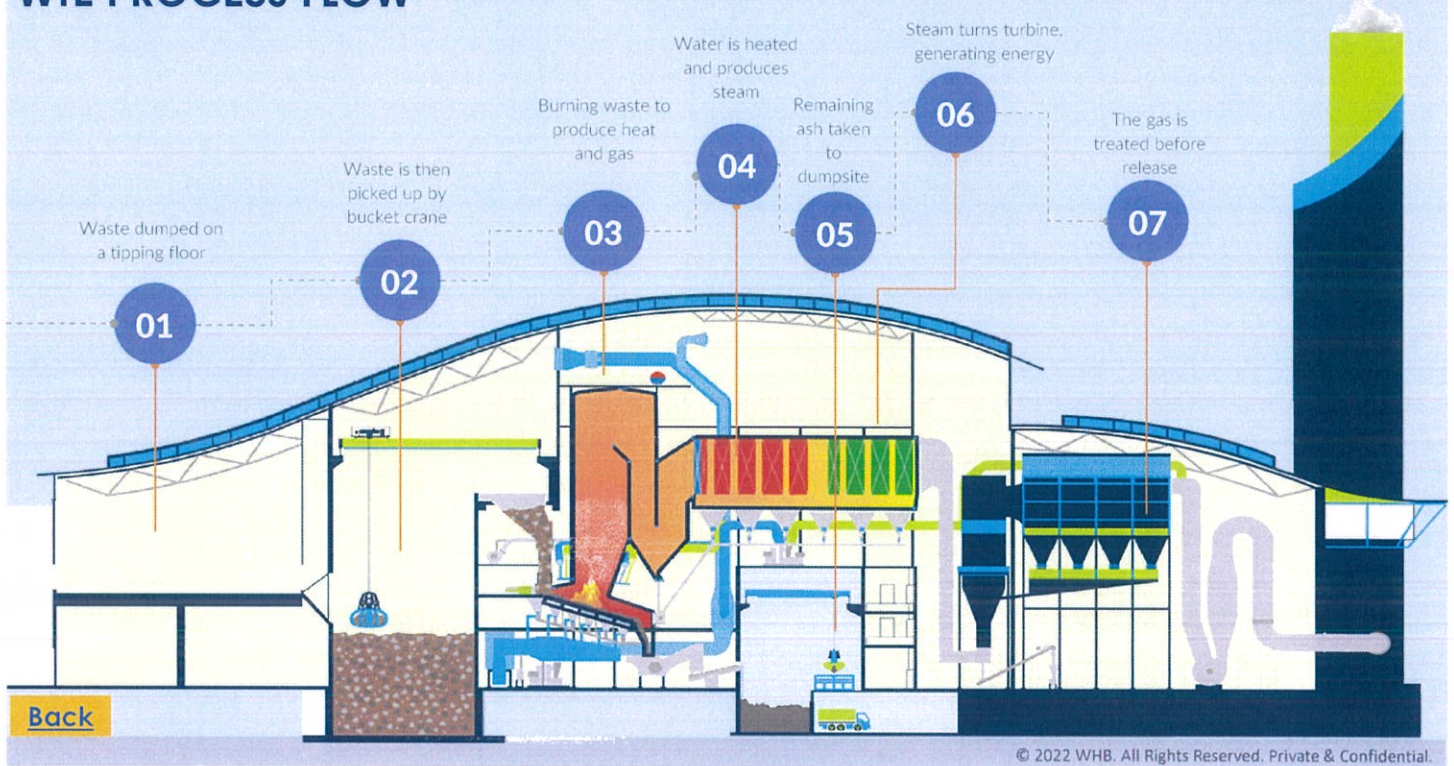 WTE PROCESS FLOW
Waste dumped on
a tipping floor
01
Waste is then
picked up by
bucket crane
02
Burning waste to
produce heat
and gas
03
Water is heated
and produces
steam
04
Remaining
ash taken
to
dumpsite
05
Steam turns turbine,
generating energy
06
The gas is
treated before
release
07
Back
© 2022 WHB. All Rights Reserved. Private & Confidential.